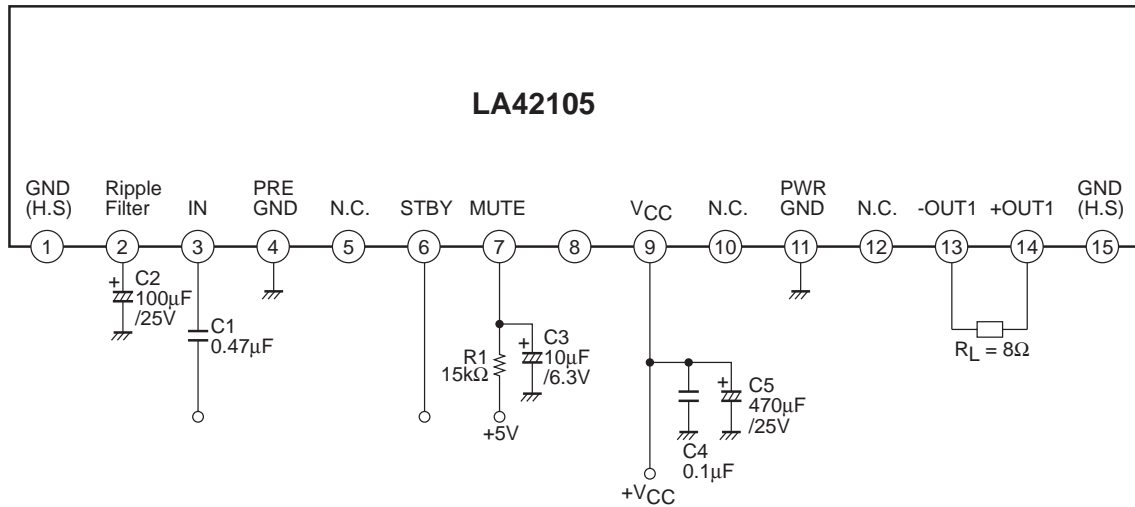 LA42105
GND
(H.S)
Ripple
Filter
IN
PRE
GND
N.C.
STBY
MUTE
VCC
N.C.
PWR
GND
N.C.
-OUT1
+OUT1
GND
(H.S)
1
2
3
4
5
6
7
8
9
10
11
12
13
14
15
+
C2
100μF
/25V
C1
0.47μF
R1
15kΩ
+5V
+
C3
10μF
/6.3V
C4
0.1μF
+
C5
470μF
/25V
+VCC
RL = 8Ω